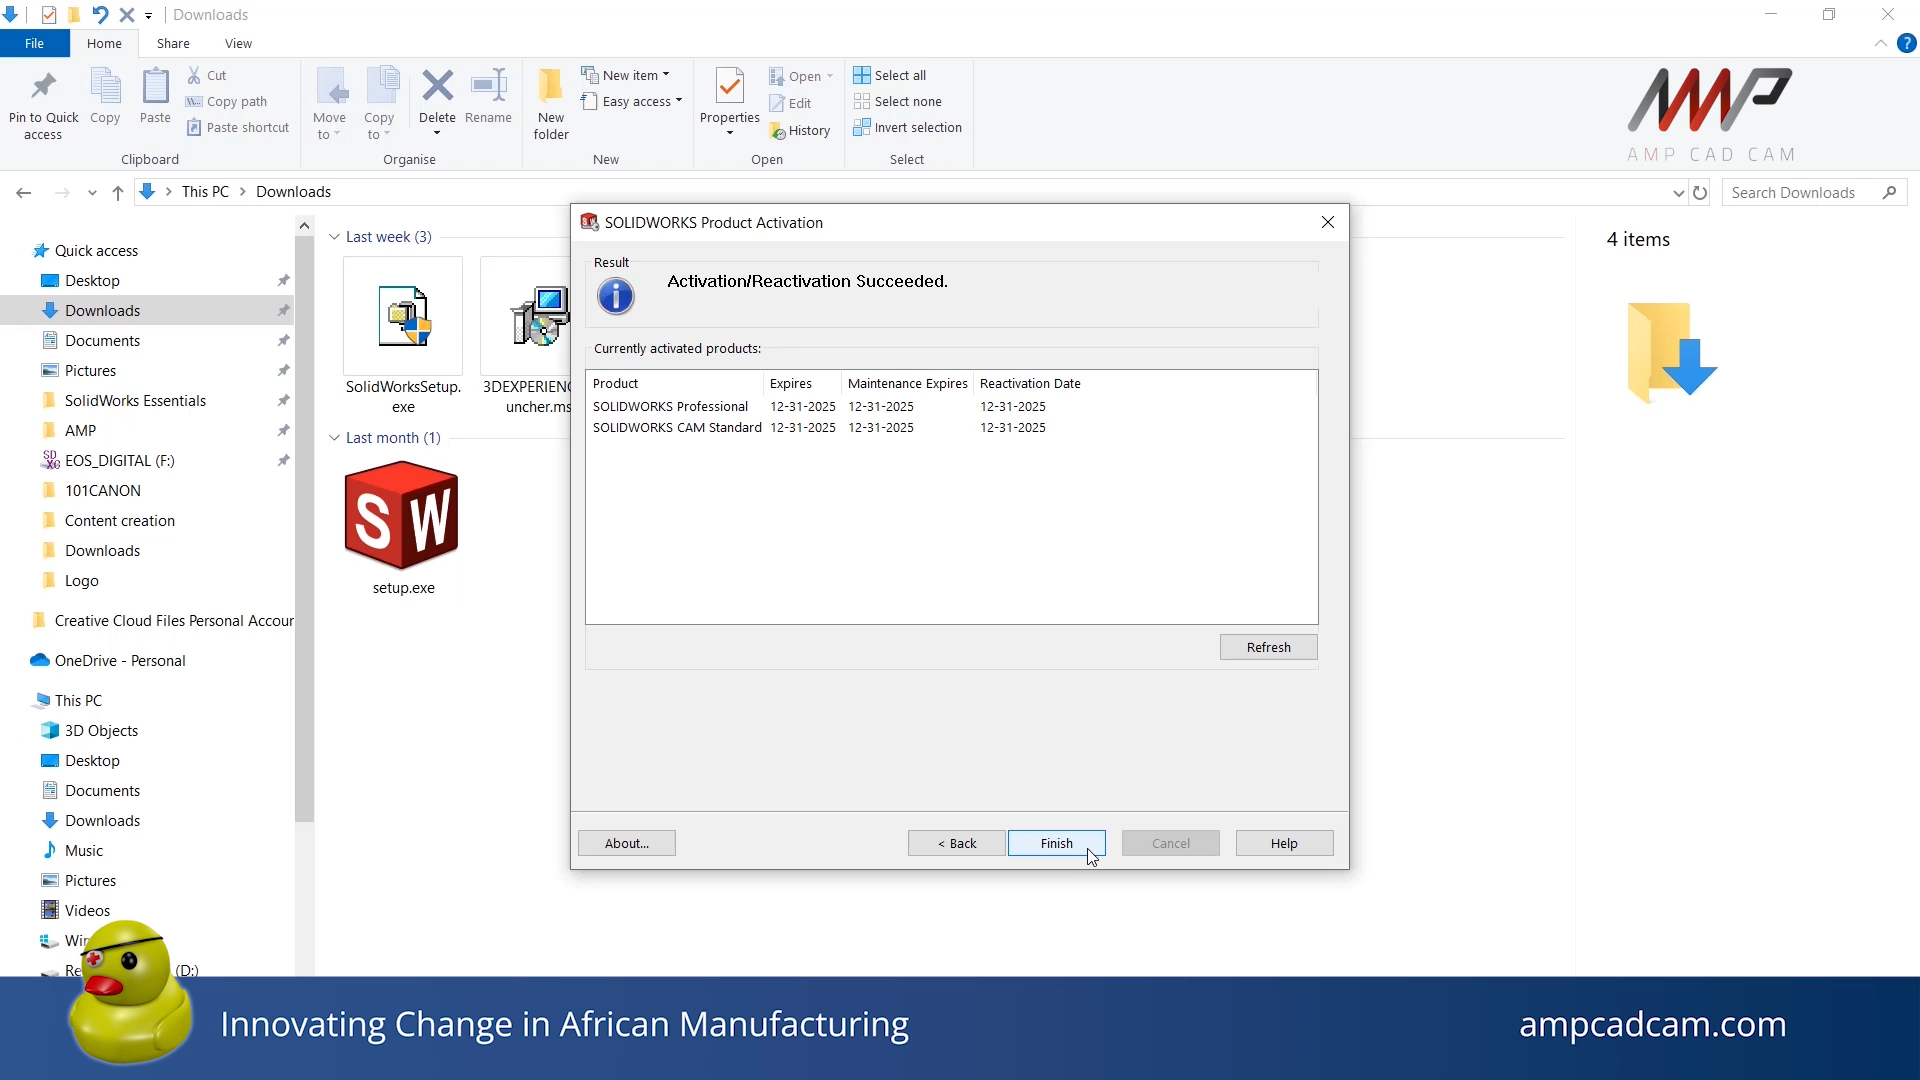 Downloads
File
Home
Share
View
Pin to Quick access
Copy
Paste
Cut
Copy path
Paste shortcut
Clipboard
Move to
Copy to
Delete
Rename
Organise
New folder
New item
Easy access
New
Properties
Open
Edit
History
Open
Select all
Select none
Invert selection
Select
AMP
AMP CAD CAM
This PC > Downloads
Search Downloads
Quick access
Desktop
Downloads
Documents
Pictures
SolidWorks Essentials
AMP
EOS_DIGITAL (F:)
101CANON
Content creation
Downloads
Logo
Creative Cloud Files Personal Accour
OneDrive - Personal
This PC
3D Objects
Desktop
Documents
Downloads
Music
Pictures
Videos
Wir
Re
(D:)
Last week (3)
SolidWorksSetup.
exe
3DEXPERIENC
uncher.ms
Last month (1)
SW
setup.exe
4 items
SOLIDWORKS Product Activation
Result
Activation/Reactivation Succeeded.
Currently activated products:
Product Expires Maintenance Expires Reactivation Date
SOLIDWORKS Professional 12-31-2025 12-31-2025 12-31-2025
SOLIDWORKS CAM Standard 12-31-2025 12-31-2025 12-31-2025
Refresh
About...
< Back
Finish
Cancel
Help
Innovating Change in African Manufacturing
ampcadcam.com